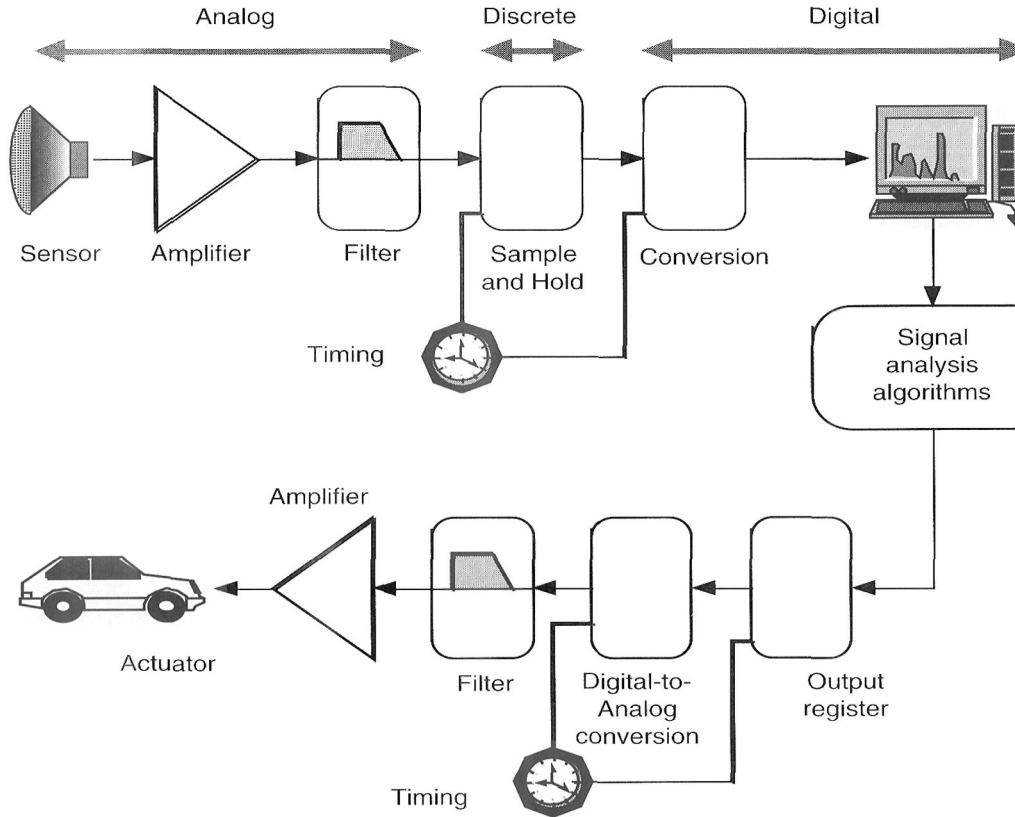 Analog
Discrete
Digital
Sensor
Amplifier
Filter
Sample
and Hold
Conversion
Timing
Signal
analysis
algorithms
Amplifier
Actuator
Filter
Digital-to-
Analog
conversion
Output
register
Timing